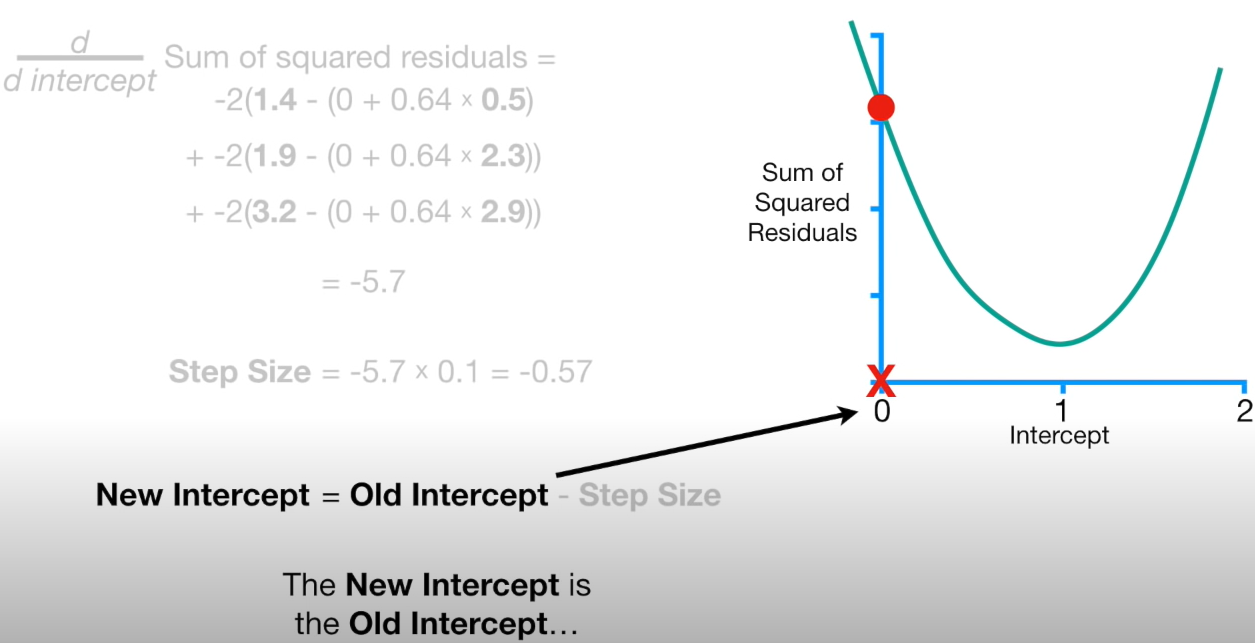 d
d intercept
Sum of squared residuals =
-2(1.4 - (0 + 0.64 × 0.5)
+ -2(1.9 - (0 + 0.64 × 2.3))
+ -2(3.2 - (0 + 0.64 × 2.9))
= -5.7
Step Size = -5.7 × 0.1 = -0.57
New Intercept = Old Intercept - Step Size
The New Intercept is
the Old Intercept...
Sum of
Squared
Residuals
X
0 1 2
Intercept